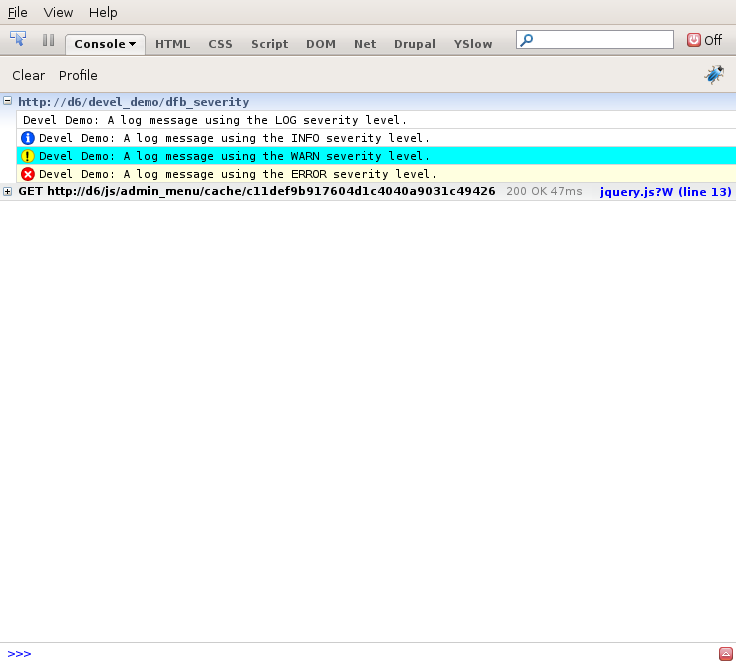 File View Help
Console HTML CSS Script DOM Net Drupal YSlow Off
Clear Profile
http://d6/devel_demo/dfb_severity
Devel Demo: A log message using the LOG severity level.
Devel Demo: A log message using the INFO severity level.
Devel Demo: A log message using the WARN severity level.
Devel Demo: A log message using the ERROR severity level.
GET http://d6/js/admin_menu/cache/c11def9b917604d1c4040a9031c49426 200 OK 47ms jquery.js?W (line 13)
>>>